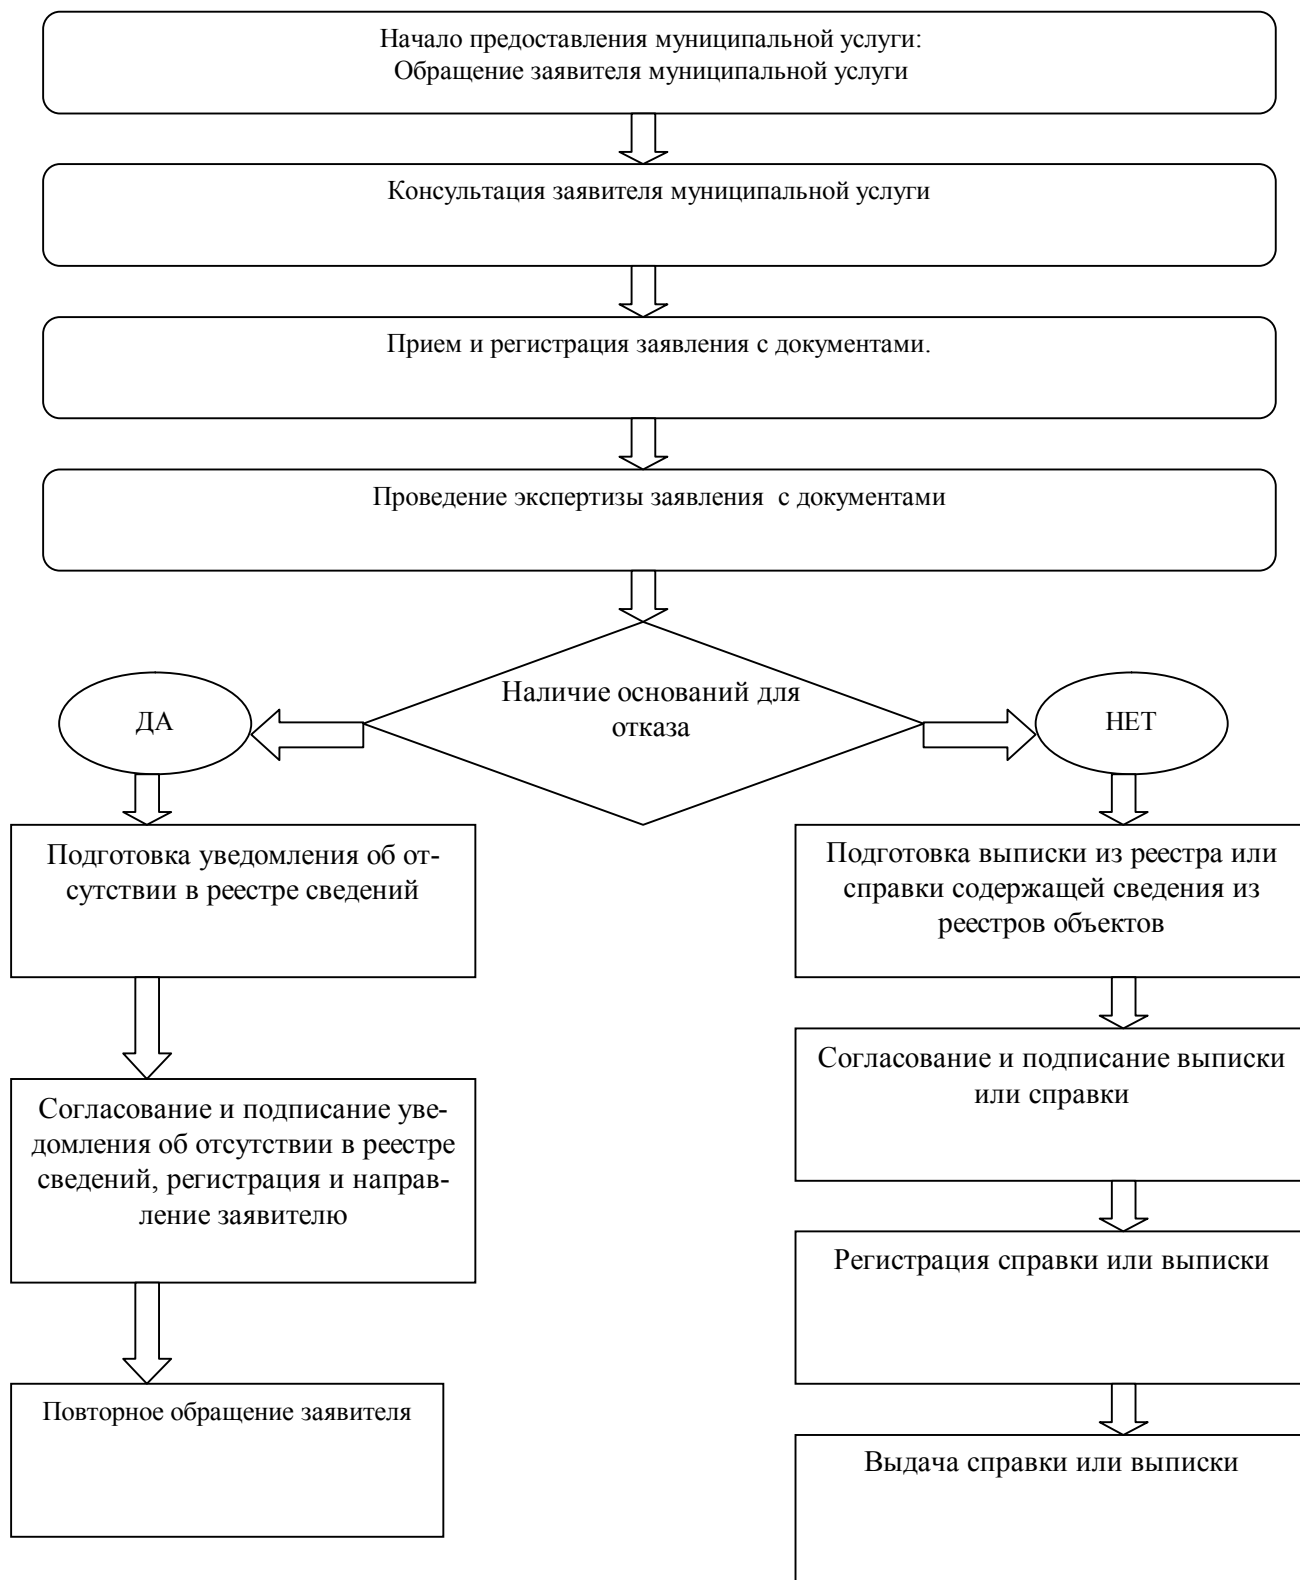 Начало предоставления муниципальной услуги:
Обращение заявителя муниципальной услуги
Консультация заявителя муниципальной услуги
Прием и регистрация заявления с документами.
Проведение экспертизы заявления  с документами
Наличие оснований для
отказа
ДА
НЕТ
Подготовка уведомления об от-
сутствии в реестре сведений
Согласование и подписание уве-
домления об отсутствии в реестре
сведений, регистрация и направ-
ление заявителю
Повторное обращение заявителя
Подготовка выписки из реестра или
справки содержащей сведения из
реестров объектов
Согласование и подписание выписки
или справки
Регистрация справки или выписки
Выдача справки или выписки